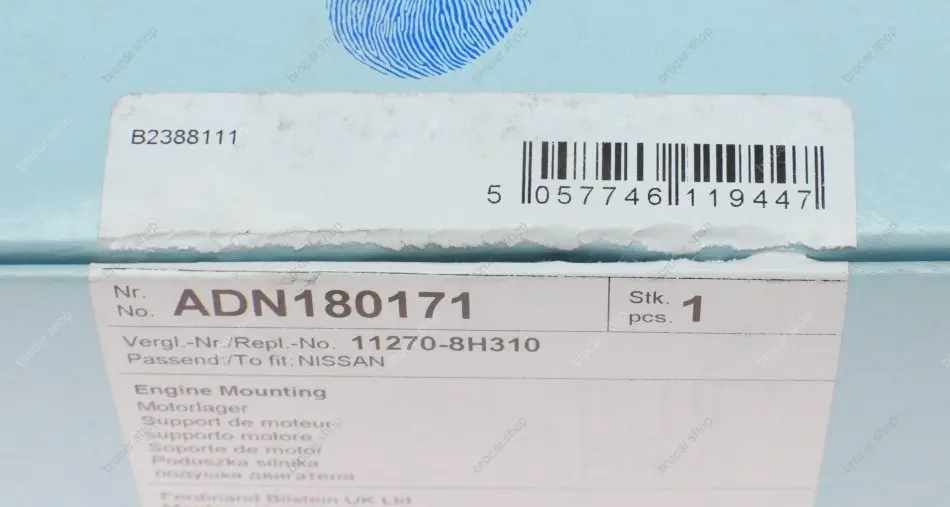 B2388111
5 057746 119447
Nr.
No. ADN180171
Stk.
pcs. 1
Vergl.-Nr./Repl.-No. 11270-8H310
Passend:/To fit: NISSAN
Engine Mounting
Motorlager
Support de moteur
supporto motore
Soporte de motor
Poduszka silnika
подушка двигателя
Ferdinand Bilstein UK Ltd
brocar.shop